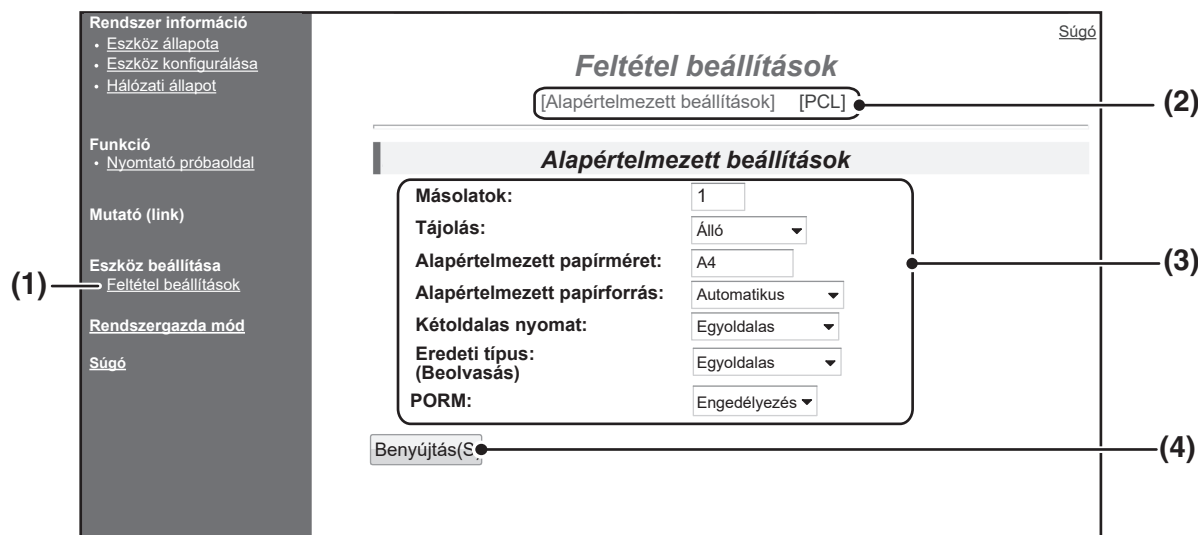 Rendszer információ
• Eszköz állapota
• Eszköz konfigurálása
• Hálózati állapot
Funkció
• Nyomtató próbaoldal
Mutató (link)
Eszköz beállítása
(1)
Feltétel beállítások
Rendszergazda mód
Súgó
Súgó
Feltétel beállítások
[Alapértelmezett beállítások] [PCL]
(2)
Alapértelmezett beállítások
Másolatok: 1
Tájolás: Álló
Alapértelmezett papírméret: A4
(3)
Alapértelmezett papírforrás: Automatikus
Kétoldalas nyomat: Egyoldalas
Eredeti típus: Egyoldalas
(Beolvasás)
PORM: Engedélyezés
Benyújtás(S)
(4)